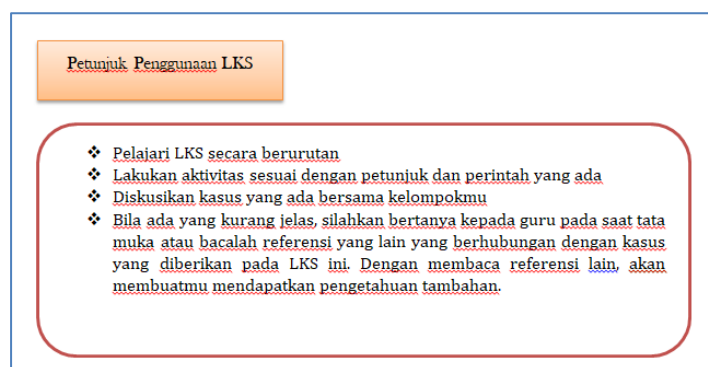 Petunjuk Penggunaan LKS
❖ Pelajari LKS secara berurutan
❖ Lakukan aktivitas sesuai dengan petunjuk dan perintah yang ada
❖ Diskusikan kasus yang ada bersama kelompokmu
❖ Bila ada yang kurang jelas, silahkan bertanya kepada guru pada saat tata
muka atau bacalah referensi yang lain yang berhubungan dengan kasus
yang diberikan pada LKS ini. Dengan membaca referensi lain, akan
membuatmu mendapatkan pengetahuan tambahan.